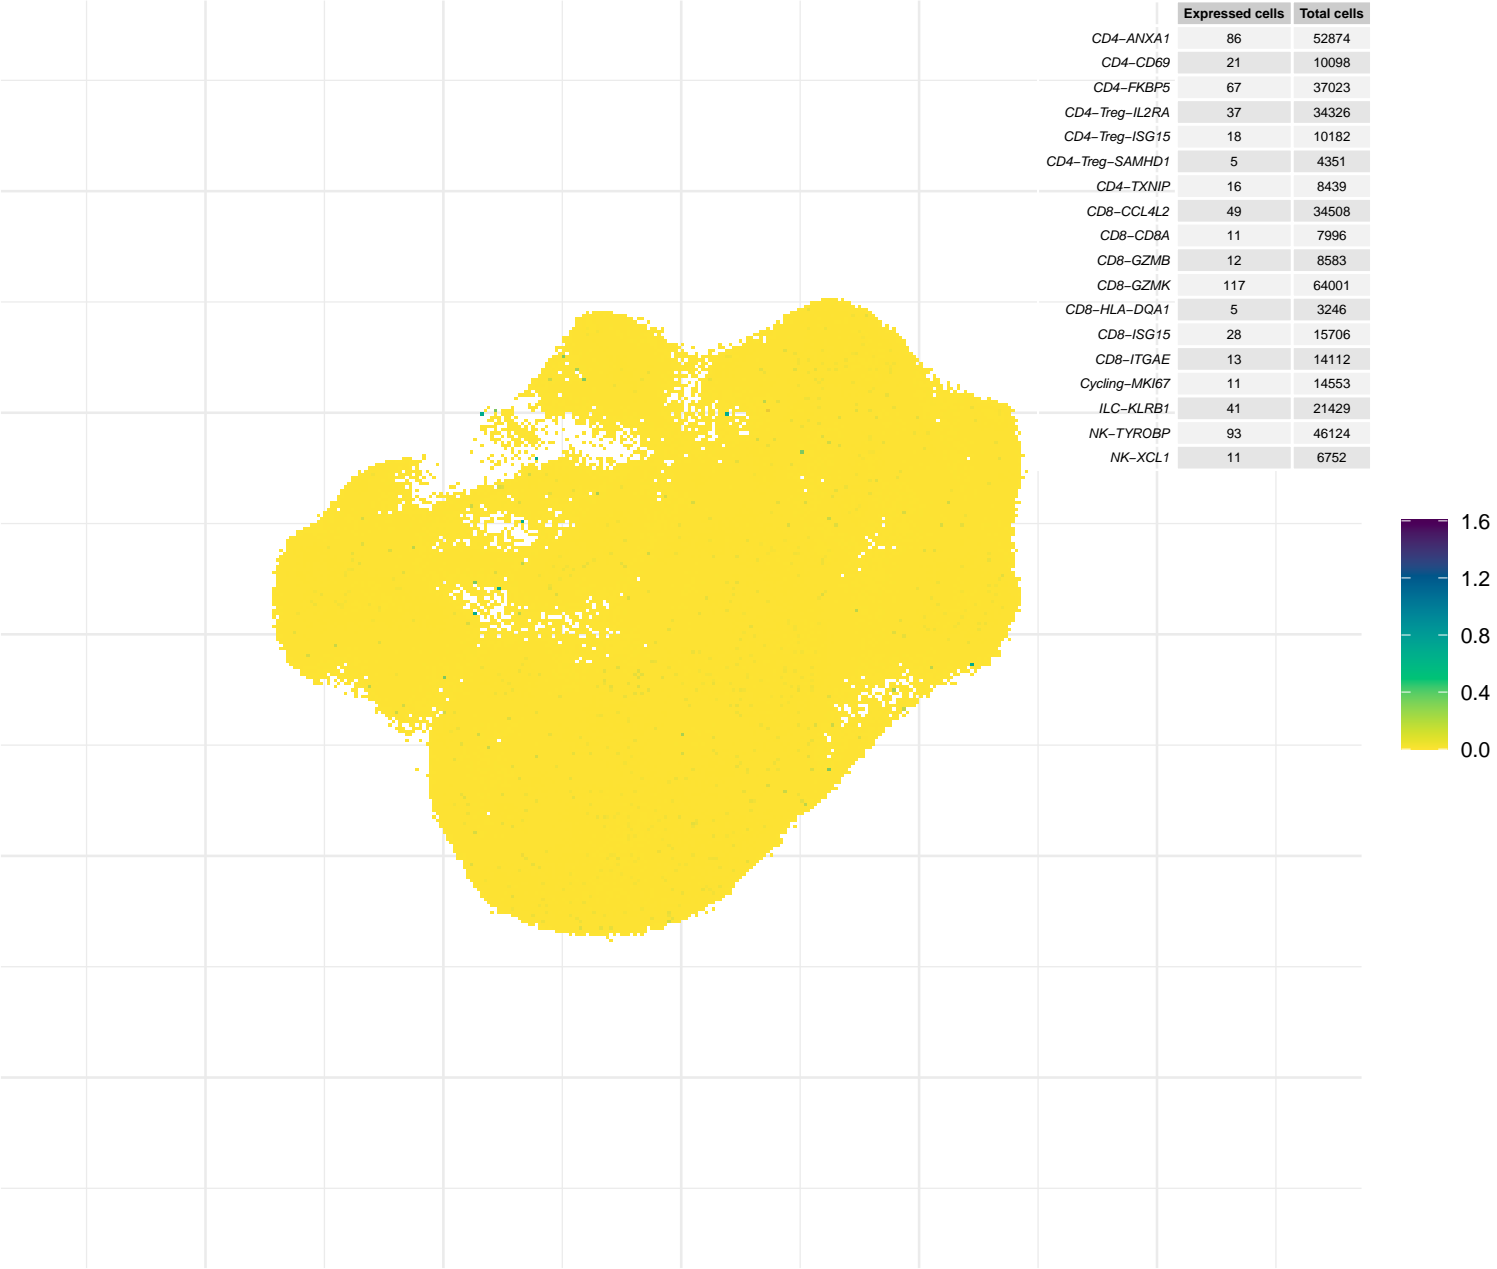 Expressed cells Total cells
CD4−ANXA1 86 52874
CD4−CD69 21 10098
CD4−FKBP5 67 37023
CD4−Treg−IL2RA 37 34326
CD4−Treg−ISG15 18 10182
CD4−Treg−SAMHD1 5 4351
CD4−TXNIP 16 8439
CD8−CCL4L2 49 34508
CD8−CD8A 11 7996
CD8−GZMB 12 8583
CD8−GZMK 117 64001
CD8−HLA−DQA1 5 3246
CD8−ISG15 28 15706
CD8−ITGAE 13 14112
Cycling−MKI67 11 14553
ILC−KLRB1 41 21429
NK−TYROBP 93 46124
NK−XCL1 11 6752
1.6
1.2
0.8
0.4
0.0